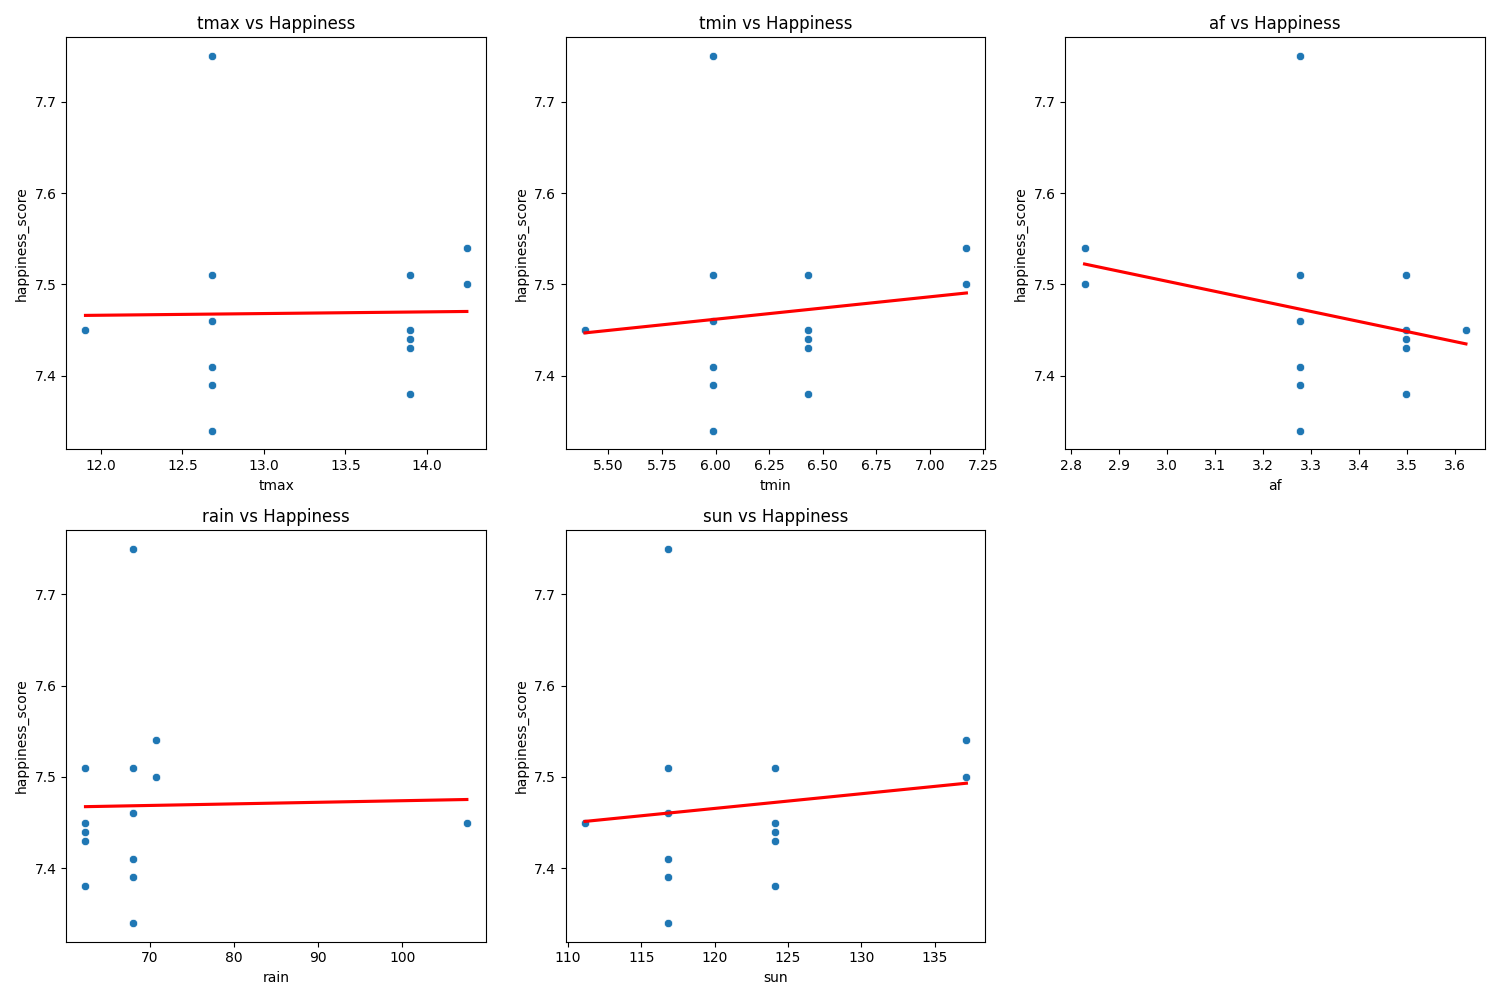 tmax vs Happiness
happiness_score
7.7
7.6
7.5
7.4
12.0 12.5 13.0 13.5 14.0
tmax
tmin vs Happiness
happiness_score
7.7
7.6
7.5
7.4
5.50 5.75 6.00 6.25 6.50 6.75 7.00 7.25
tmin
af vs Happiness
happiness_score
7.7
7.6
7.5
7.4
2.8 2.9 3.0 3.1 3.2 3.3 3.4 3.5 3.6
af
rain vs Happiness
happiness_score
7.7
7.6
7.5
7.4
70 80 90 100
rain
sun vs Happiness
happiness_score
7.7
7.6
7.5
7.4
110 115 120 125 130 135
sun